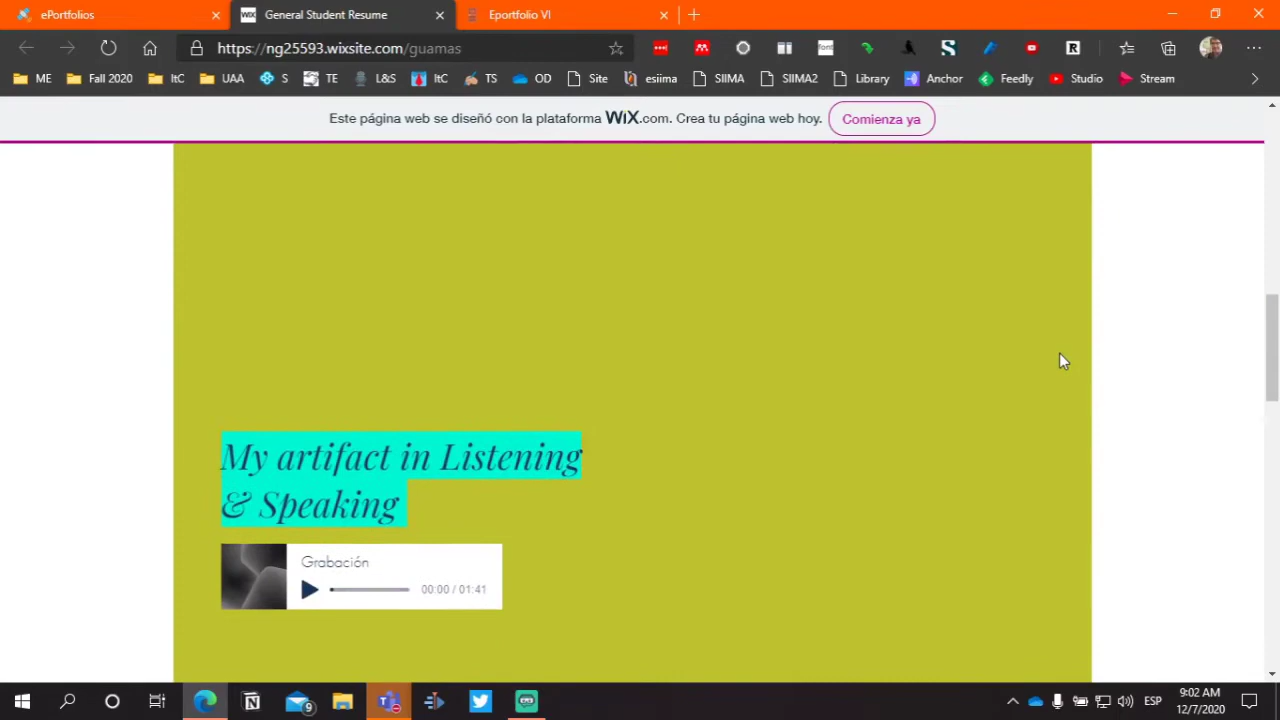 ePortfolios
General Student Resume
Eportfolio VI
https://ng25593.wixsite.com/guamas
ME
Fall 2020
ItC
UAA
S
TE
L&S
ItC
TS
OD
Site
esiima
SIIMA
SIIMA2
Library
Anchor
Feedly
Studio
Stream
Este página web se diseñó con la plataforma WiX.com. Crea tu página web hoy.
Comienza ya
My artifact in Listening
& Speaking
Grabación
00:00 / 01:41
ESP
9:02 AM
12/7/2020